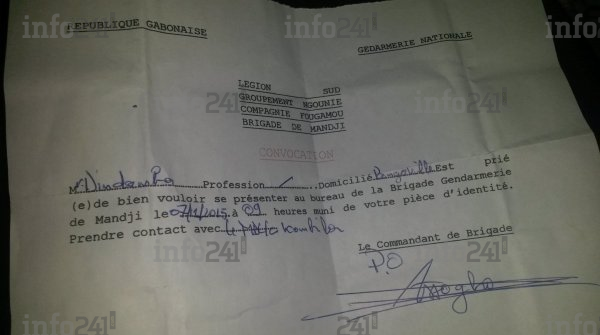 info241
REPUBLIQUE GABONAISE
GEDARMERIE NATIONALE
LEGION SUD
GROUPEMENT NGOUNIE
COMPAGNIE FOUGAMOU
BRIGADE DE MANDJI
CONVOCATION
M Profession / Domicilié Est prié
(e)de bien vouloir se présenter au bureau de la Brigade Gendarmerie
de Mandji le 07/1/2015 à 09 heures muni de votre pièce d'identité.
Prendre contact avec
Le Commandant de Brigade
P.O